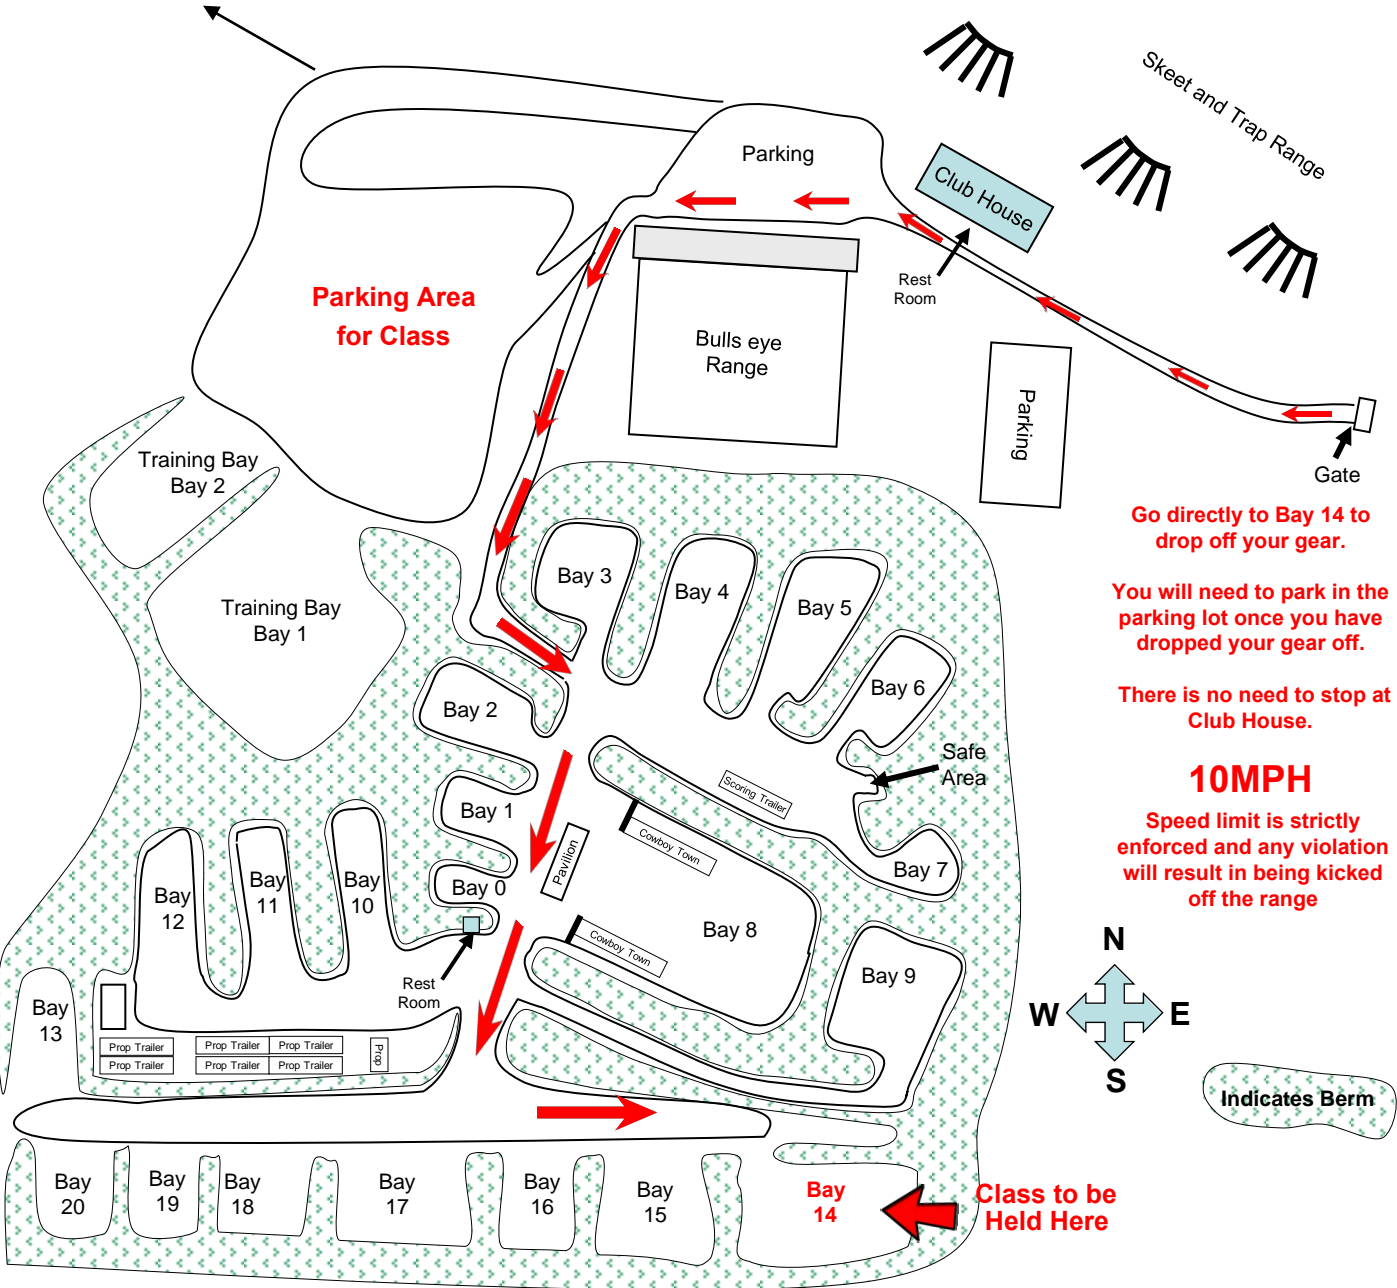 Skeet and Trap Range
Parking
Club House
Rest
Room
Parking Area
for Class
Bulls eye
Range
Parking
Gate
Training Bay
Bay 2
Training Bay
Bay 1
Go directly to Bay 14 to
drop off your gear.
You will need to park in the
parking lot once you have
dropped your gear off.
There is no need to stop at
Club House.
10MPH
Speed limit is strictly
enforced and any violation
will result in being kicked
off the range
Bay 3
Bay 4
Bay 5
Bay 6
Bay 2
Safe
Area
Scoring Trailer
Bay 1
Cowboy Town
Pavilion
Bay 7
Bay 0
Bay
12
Bay
11
Bay
10
Bay 8
Cowboy Town
Rest
Room
Bay 9
Bay
13
Prop Trailer
Prop Trailer
Prop Trailer
Prop Trailer
Prop Trailer
Prop Trailer
Prop
N
W
E
S
Indicates Berm
Bay
20
Bay
19
Bay
18
Bay
17
Bay
16
Bay
15
Bay
14
Class to be
Held Here